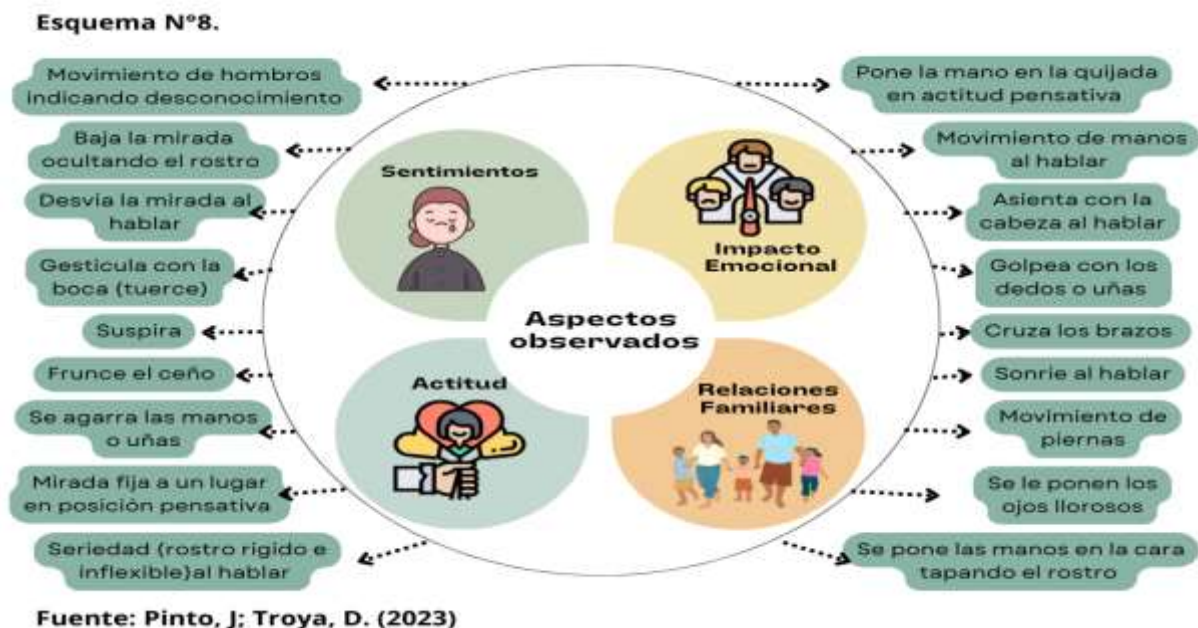 Esquema N°8.
Movimiento de hombros
indicando desconocimiento
Baja la mirada
ocultando el rostro
Desvía la mirada al
hablar
Gesticula con la
boca (tuerce)
Suspira
Frunce el ceño
Se agarra las manos
o uñas
Mirada fija a un lugar
en posición pensativa
Seriedad (rostro rígido e
inflexible}al hablar
Sentimientos
Impacto
Emocional
Aspectos
observados
Actitud
Relaciones
Familiares
Pone la mano en la quijada
en actitud pensativa
Movimiento de manos
al hablar
Asienta con la
cabeza al hablar
Golpea con los
dedos o uñas
Cruza los brazos
Sonrie al hablar
Movimiento de
piernas
Se le ponen los
ojos llorosos
Se pone las manos en la cara
tapando el rostro
Fuente: Pinto, J; Troya, D. (2023)